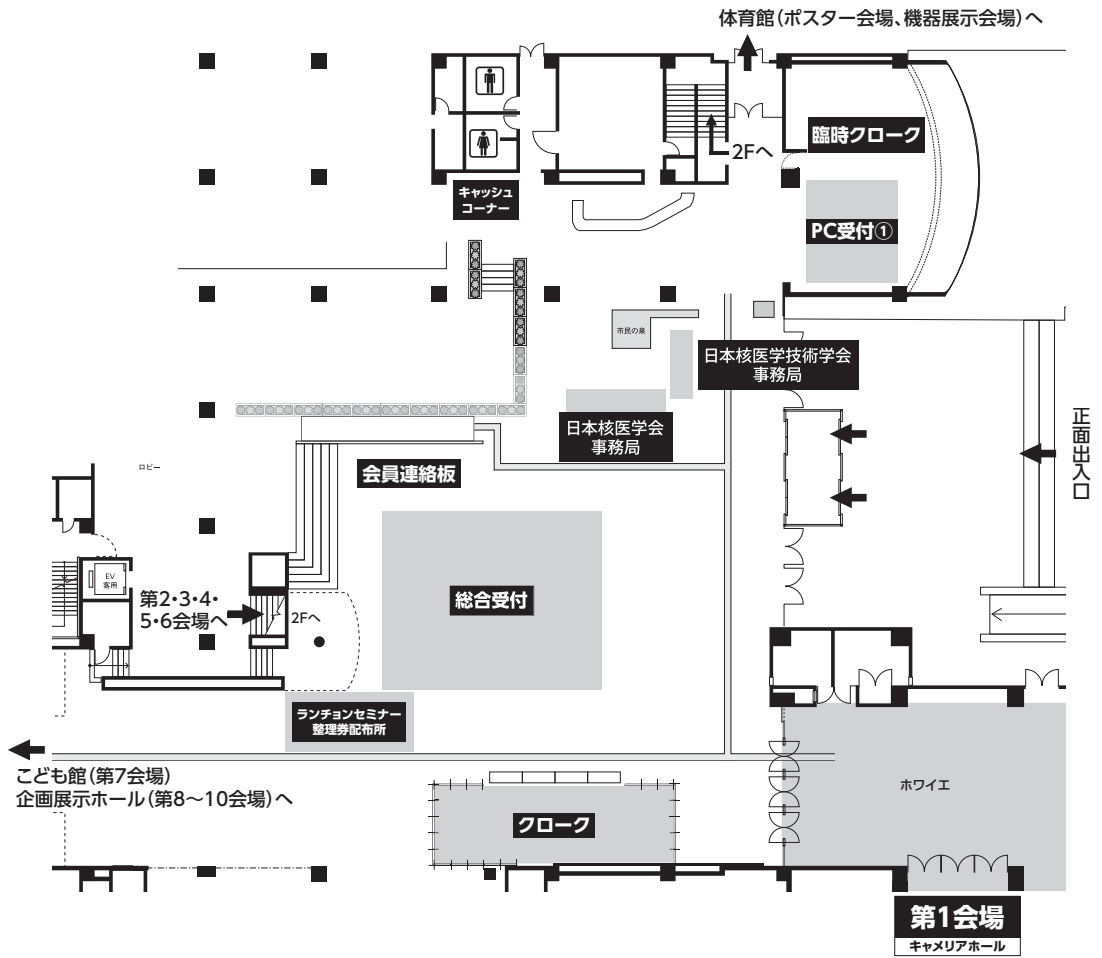 体育館(ポスター会場、機器展示会場)へ
臨時クローク
2Fへ
キャッシュ
コーナー
PC受付①
市民の泉
日本核医学技術学会
事務局
日本核医学会
事務局
正面出入口
ロビー
会員連絡板
EV
客用
第2・3・4・
5・6会場へ
2Fへ
総合受付
ランチョンセミナー
整理券配布所
こども館(第7会場)
企画展示ホール(第8〜10会場)へ
ホワイエ
クローク
第1会場
キャメリアホール